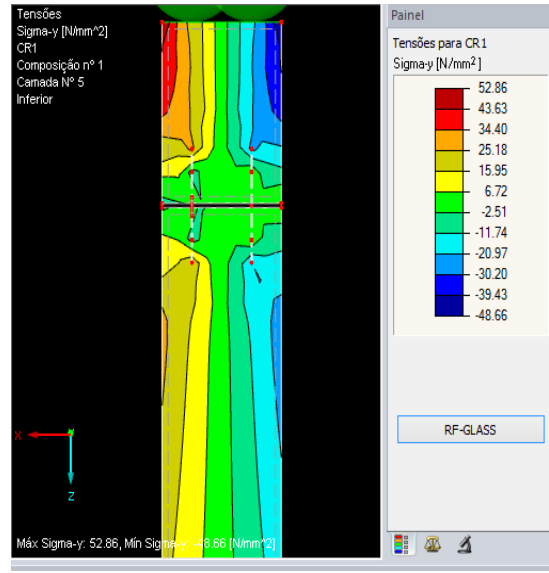 Tensões
Sigma-y [N/mm^2]
CR1
Composição nº 1
Camada Nº 5
Inferior
X
Z
Máx Sigma-y: 52.86, Mín Sigma-y: -48.66 [N/mm^2]
Painel
Tensões para CR1
Sigma-y [N/mm²]
52.86
43.63
34.40
25.18
15.95
6.72
-2.51
-11.74
-20.97
-30.20
-39.43
-48.66
RF-GLASS